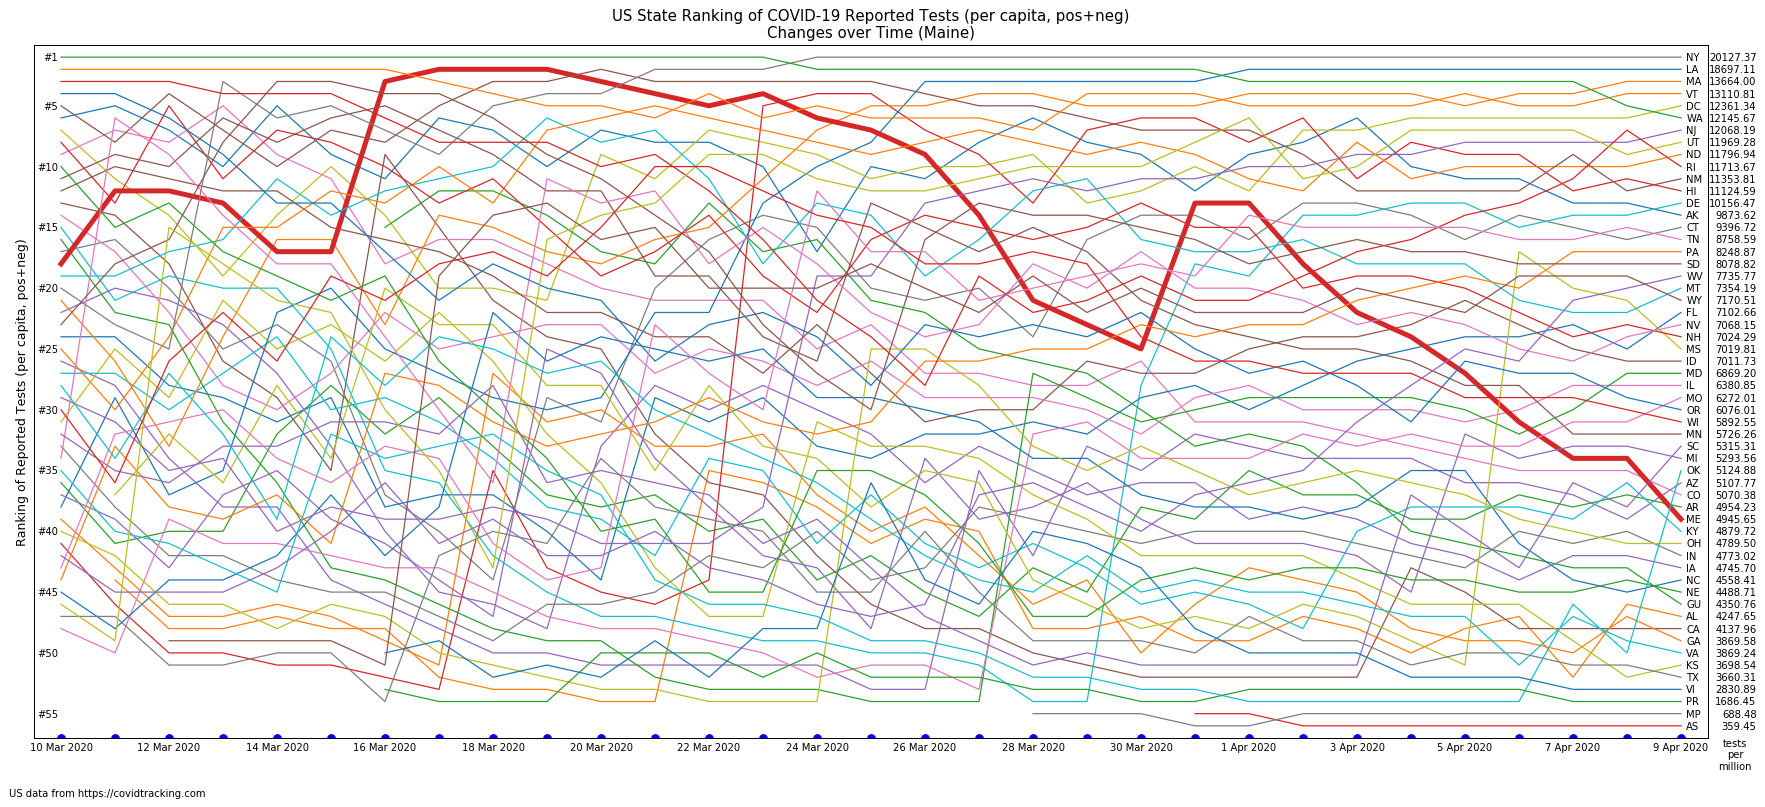 US State Ranking of COVID-19 Reported Tests (per capita, pos+neg)
Changes over Time (Maine)
Ranking of Reported Tests (per capita, pos+neg)
#1
#5
#10
#15
#20
#25
#30
#35
#40
#45
#50
#55
NY 20127.37
LA 18697.11
MA 13664.00
VT 13110.81
DC 12361.34
WA 12145.67
NJ 12068.19
UT 11969.28
ND 11796.94
RI 11713.67
NM 11353.81
HI 11124.59
DE 10156.47
AK 9873.62
CT 9396.72
TN 8758.59
PA 8248.87
SD 8078.82
WV 7735.77
MT 7354.19
WY 7170.51
FL 7102.66
NV 7068.15
NH 7024.29
MS 7019.81
ID 7011.73
MD 6869.20
IL 6380.85
MO 6272.01
OR 6076.01
WI 5892.55
MN 5726.26
SC 5315.31
MI 5293.56
OK 5124.88
AZ 5107.77
CO 5070.38
AR 4954.23
ME 4945.65
KY 4879.72
OH 4789.50
IN 4773.02
IA 4745.70
NC 4558.41
NE 4488.71
GU 4350.76
AL 4247.65
CA 4137.96
GA 3869.58
VA 3869.24
KS 3698.54
TX 3660.31
VI 2830.89
PR 1686.45
MP 688.48
AS 359.45
10 Mar 2020 12 Mar 2020 14 Mar 2020 16 Mar 2020 18 Mar 2020 20 Mar 2020 22 Mar 2020 24 Mar 2020 26 Mar 2020 28 Mar 2020 30 Mar 2020 1 Apr 2020 3 Apr 2020 5 Apr 2020 7 Apr 2020 9 Apr 2020
tests
per
million
US data from https://covidtracking.com